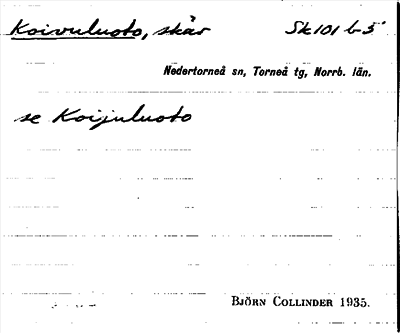 Koivuluoto, skär Sk101 b-5
Nedertorneå sn, Torneå tg, Norrb. län.
se Koijuluoto
Björn Collinder 1935.